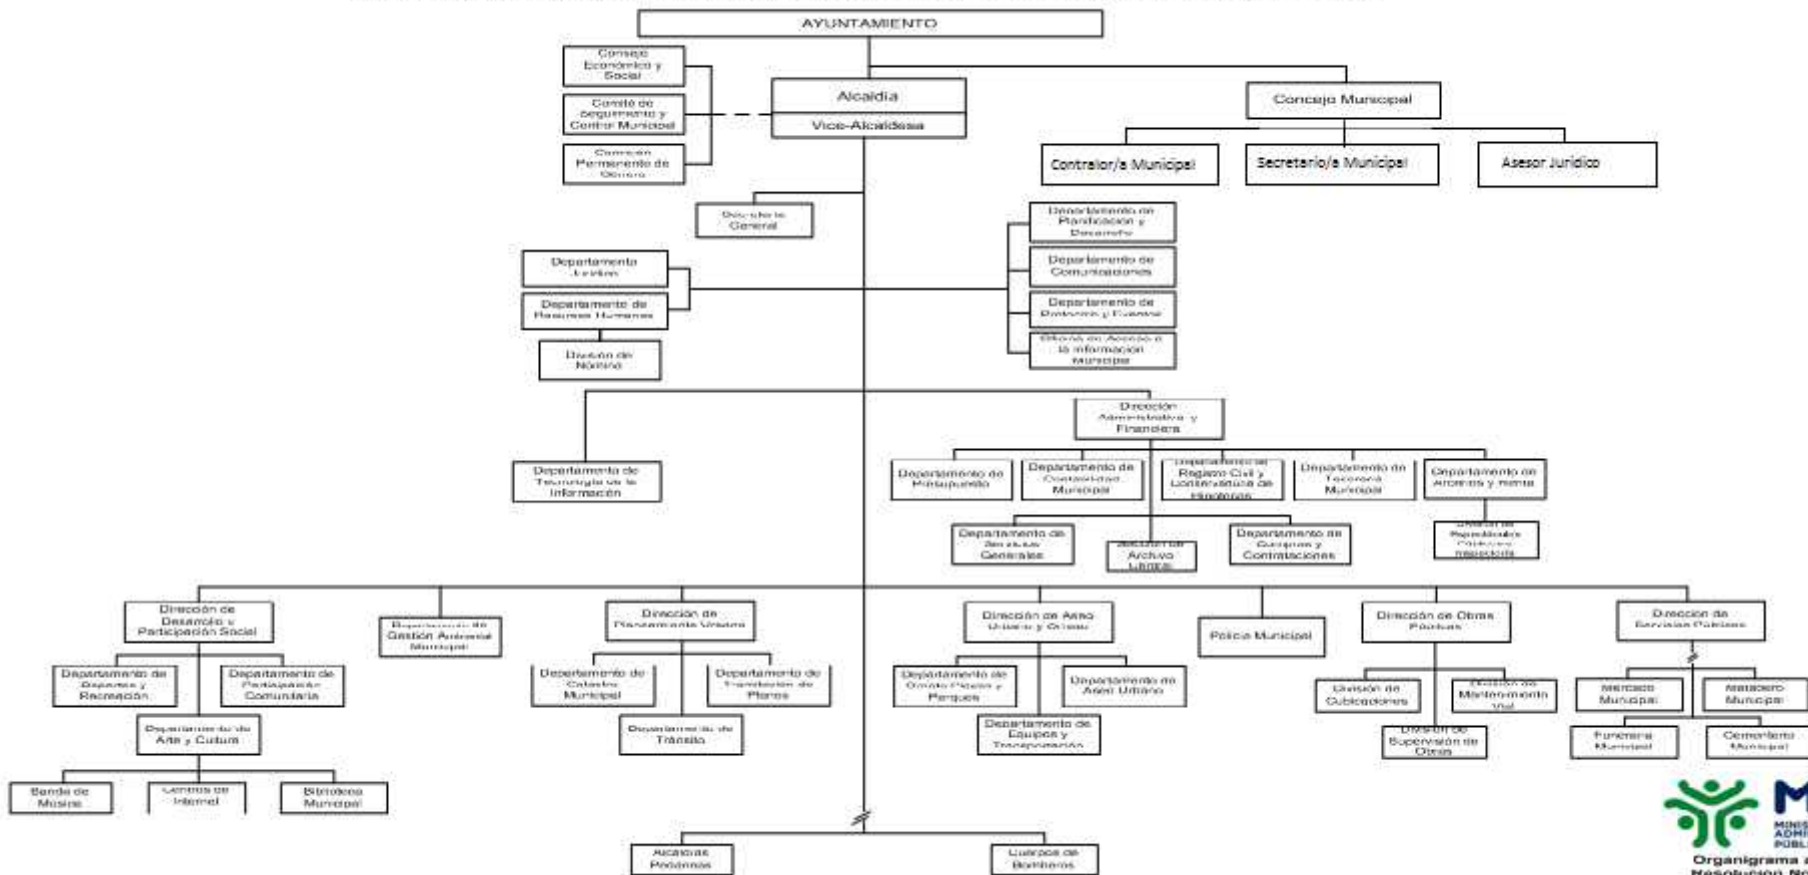 AYUNTAMIENTO
Consejo
Económico y
Social
Comité de
Seguimiento y
Control Municipal
Comisión
Permanente de
Género
Alcaldía
Vice-Alcaldesa
Concejo Municipal
Contralor/a Municipal
Secretario/a Municipal
Asesor Jurídico
General
Departamento de
Planificación y
Desarrollo
Departamento
Jurídico
Departamento de
Comunicaciones
Departamento de
Recursos Humanos
Departamento de
Protocolo y Eventos
División de
Nómina
Oficina de Acceso a
la Información
Municipal
Dirección
Administrativa y
Financiera
Departamento de
Tecnología de la
Información
Departamento de
Presupuesto
Departamento de
Contabilidad
Municipal
Departamento de
Registro Civil y
Conservaduría de
Hipotecas
Departamento de
Tesorería
Municipal
Departamento de
Arbitrios y Renta
Departamento de
Servicios
Generales
Archivo
Departamento de
Compras y
Contrataciones
Dirección de
Desarrollo y
Participación Social
Departamento de
Gestión Ambiental
Municipal
Dirección de
Planeamiento Urbano
Dirección de Aseo
Urbano y Ornato
Policía Municipal
Dirección de Obras
Públicas
Dirección de
Servicios Públicos
Departamento de
Deportes y
Recreación
Departamento de
Participación
Comunitaria
Departamento de
Catastro
Municipal
Departamento de
Tramitación de
Planos
Departamento de
Ornato Plazas y
Parques
Departamento de
Aseo Urbano
División de
Cubicaciones
División de
Mantenimiento
Vial
Mercado
Municipal
Matadero
Municipal
Departamento de
Arte y Cultura
Departamento de
Tránsito
Departamento de
Equipos y
Transportación
División de
Supervisión de
Obras
Funeraria
Municipal
Cementerio
Municipal
Banda de
Música
Centros de
Internet
Biblioteca
Municipal
Alcaldías
Pedáneas
Cuerpos de
Bomberos
Organigrama
Resolución No